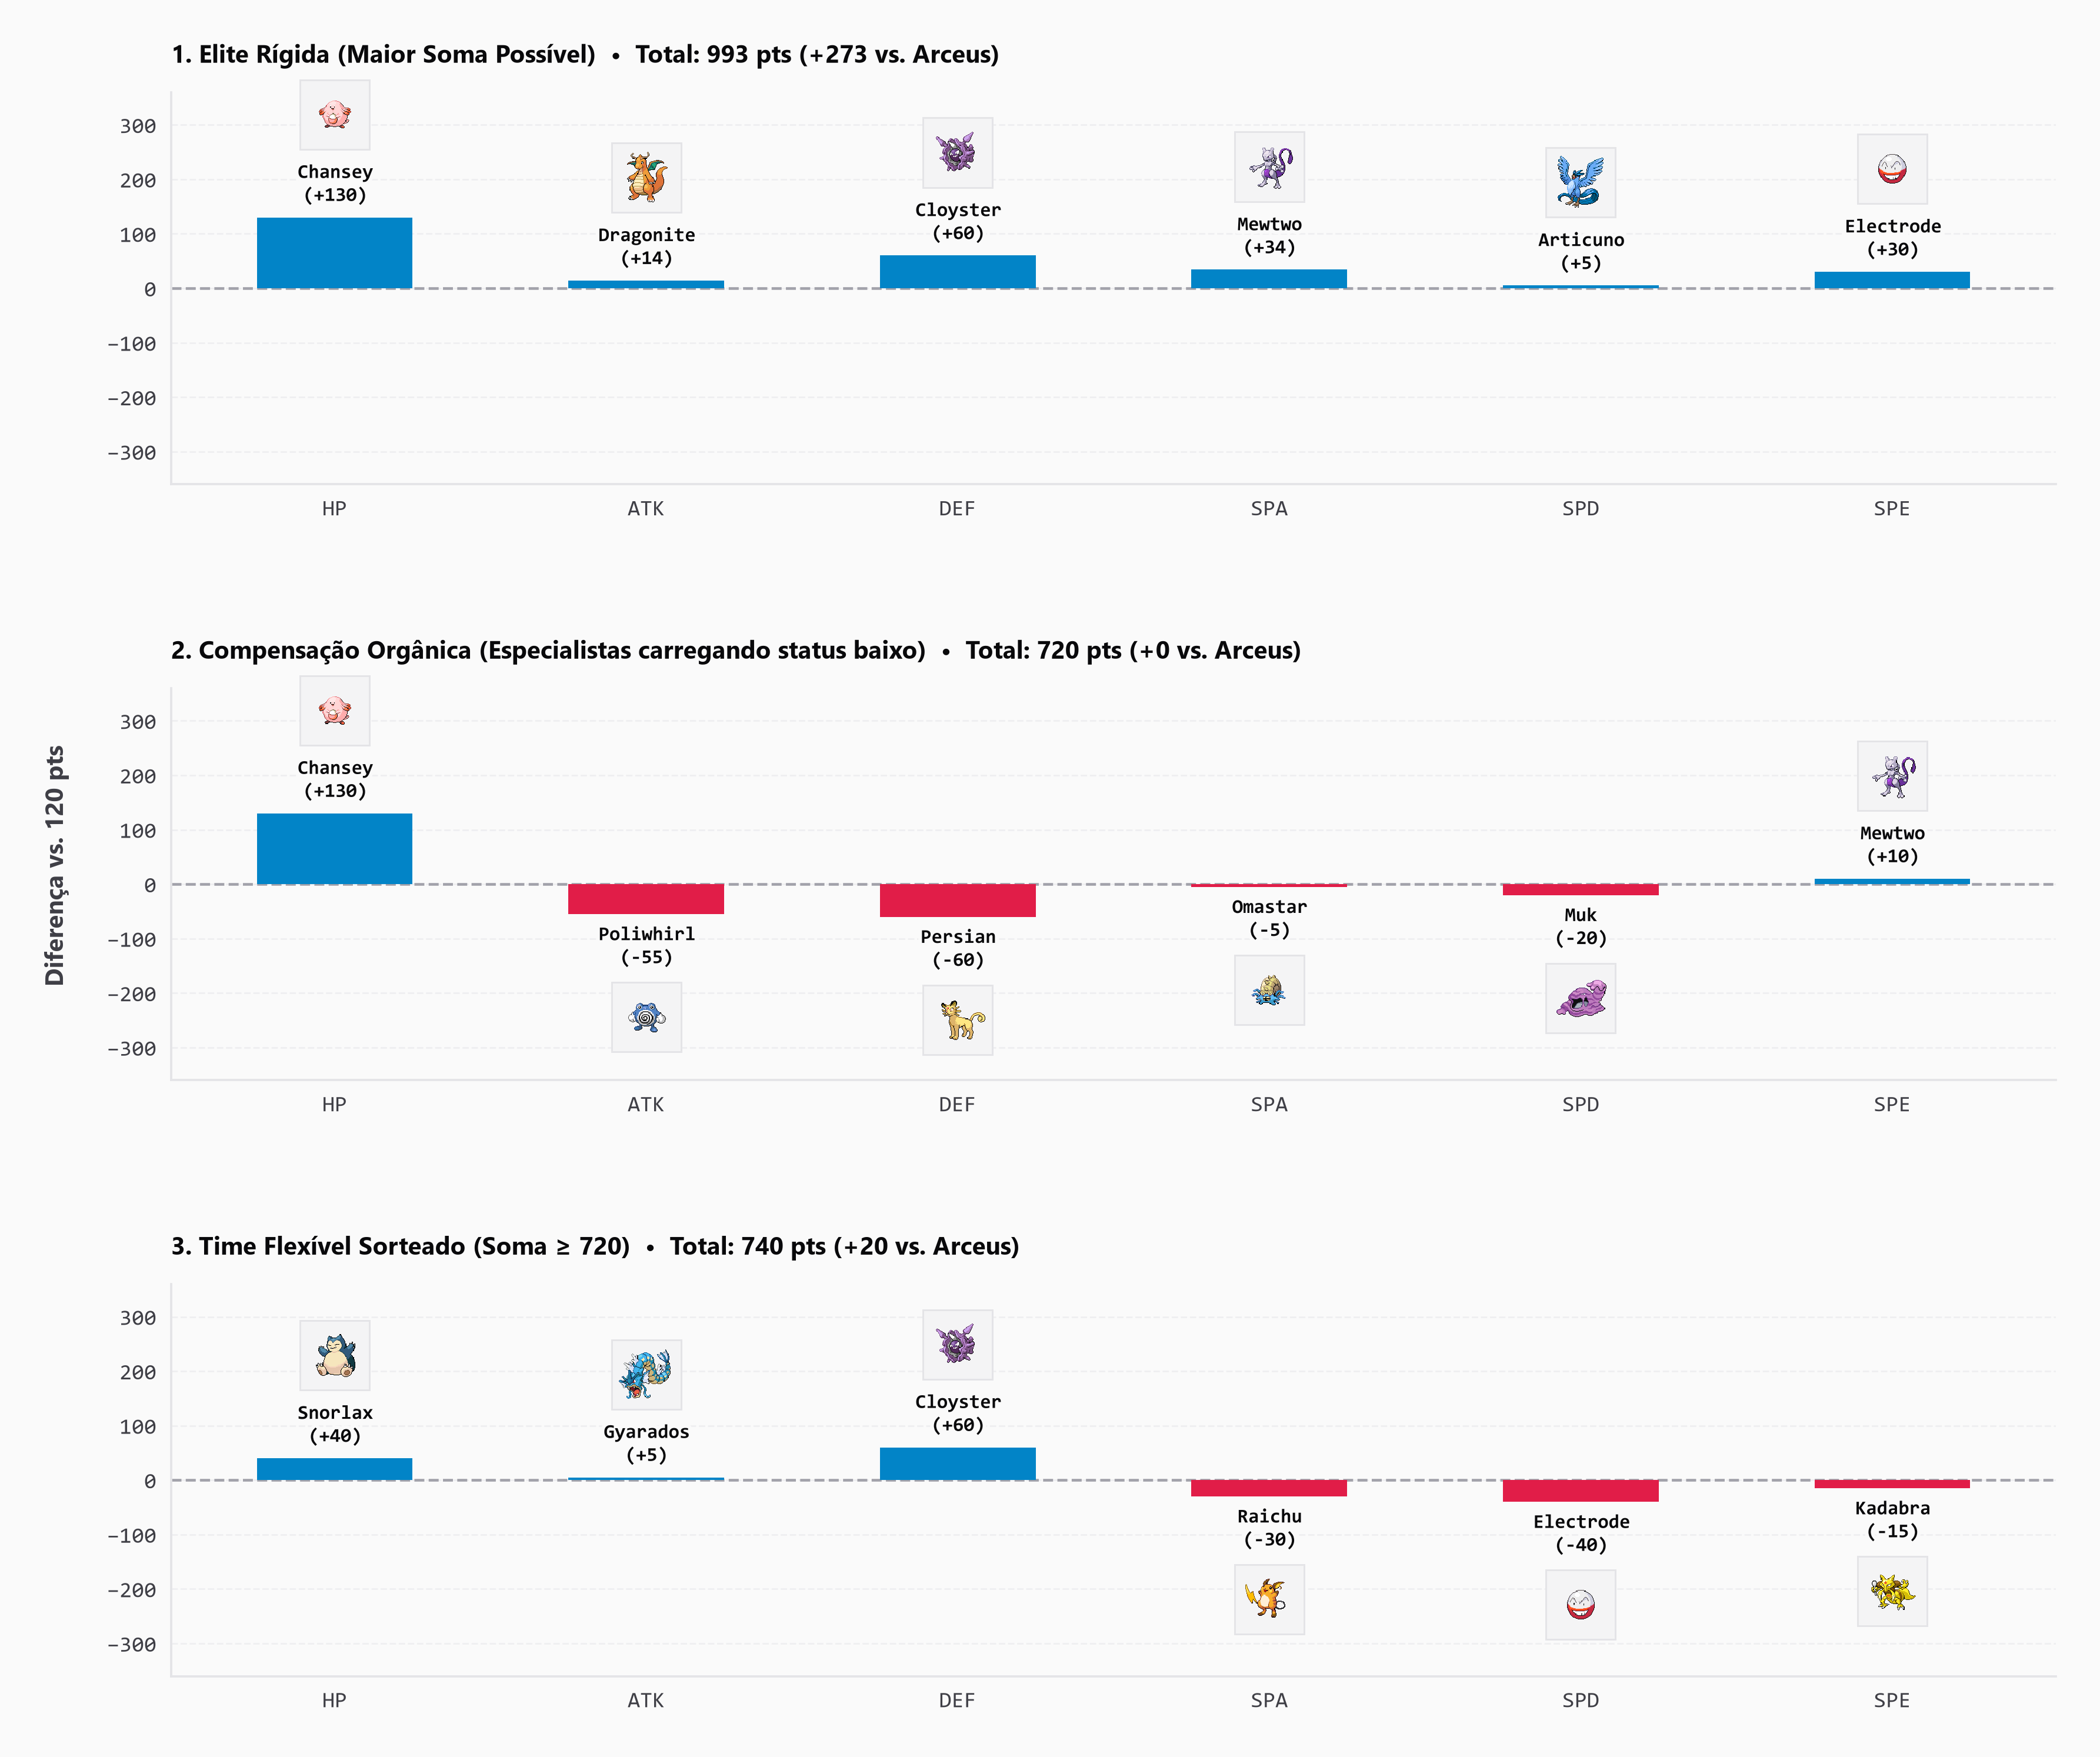 1. Elite Rígida (Maior Soma Possível) • Total: 993 pts (+273 vs. Arceus)
300
200
100
0
−100
−200
−300
Chansey
(+130)
Dragonite
(+14)
Cloyster
(+60)
Mewtwo
(+34)
Articuno
(+5)
Electrode
(+30)
HP
ATK
DEF
SPA
SPD
SPE
Diferença vs. 120 pts
2. Compensação Orgânica (Especialistas carregando status baixo) • Total: 720 pts (+0 vs. Arceus)
300
200
100
0
−100
−200
−300
Chansey
(+130)
Poliwhirl
(-55)
Persian
(-60)
Omastar
(-5)
Muk
(-20)
Mewtwo
(+10)
HP
ATK
DEF
SPA
SPD
SPE
3. Time Flexível Sorteado (Soma ≥ 720) • Total: 740 pts (+20 vs. Arceus)
300
200
100
0
−100
−200
−300
Snorlax
(+40)
Gyarados
(+5)
Cloyster
(+60)
Raichu
(-30)
Electrode
(-40)
Kadabra
(-15)
HP
ATK
DEF
SPA
SPD
SPE